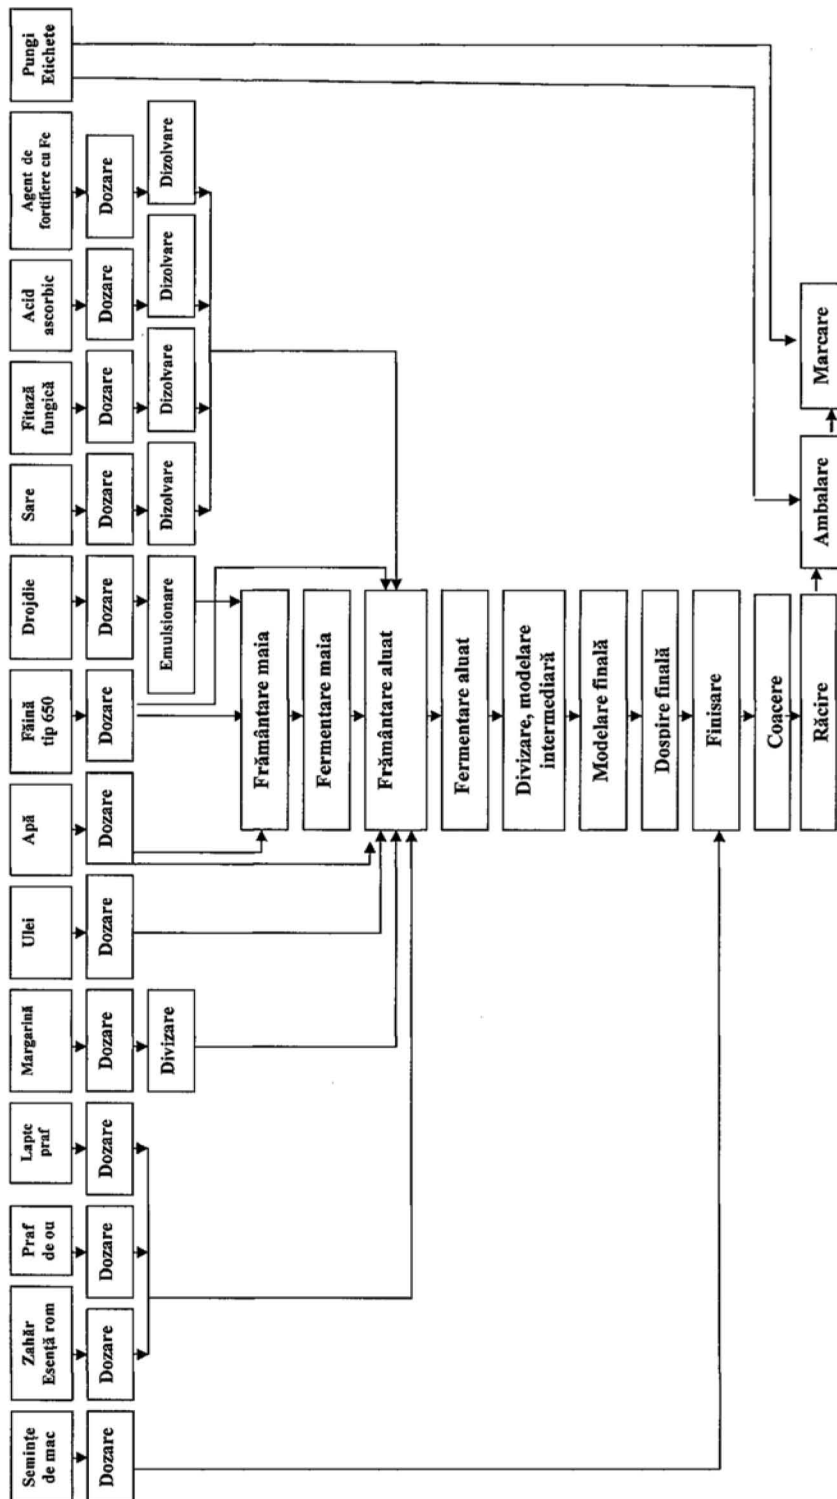 Semințe
de mac
Zahăr
Esență rom
Praf
de ou
Lapte
praf
Margarină
Ulei
Apă
Făină
tip 650
Drojdie
Sare
Fitază
fungică
Acid
ascorbic
Agent de
fortifiere cu Fe
Pungi
Etichete
Dozare
Dozare
Dozare
Dozare
Dozare
Dozare
Dozare
Dozare
Dozare
Dozare
Dozare
Dozare
Dozare
Divizare
Emulsionare
Dizolvare
Dizolvare
Dizolvare
Dizolvare
Frământare maia
Fermentare maia
Frământare aluat
Fermentare aluat
Divizare, modelare
intermediară
Modelare finală
Dospire finală
Finisare
Coacere
Răcire
Ambalare
Marcare